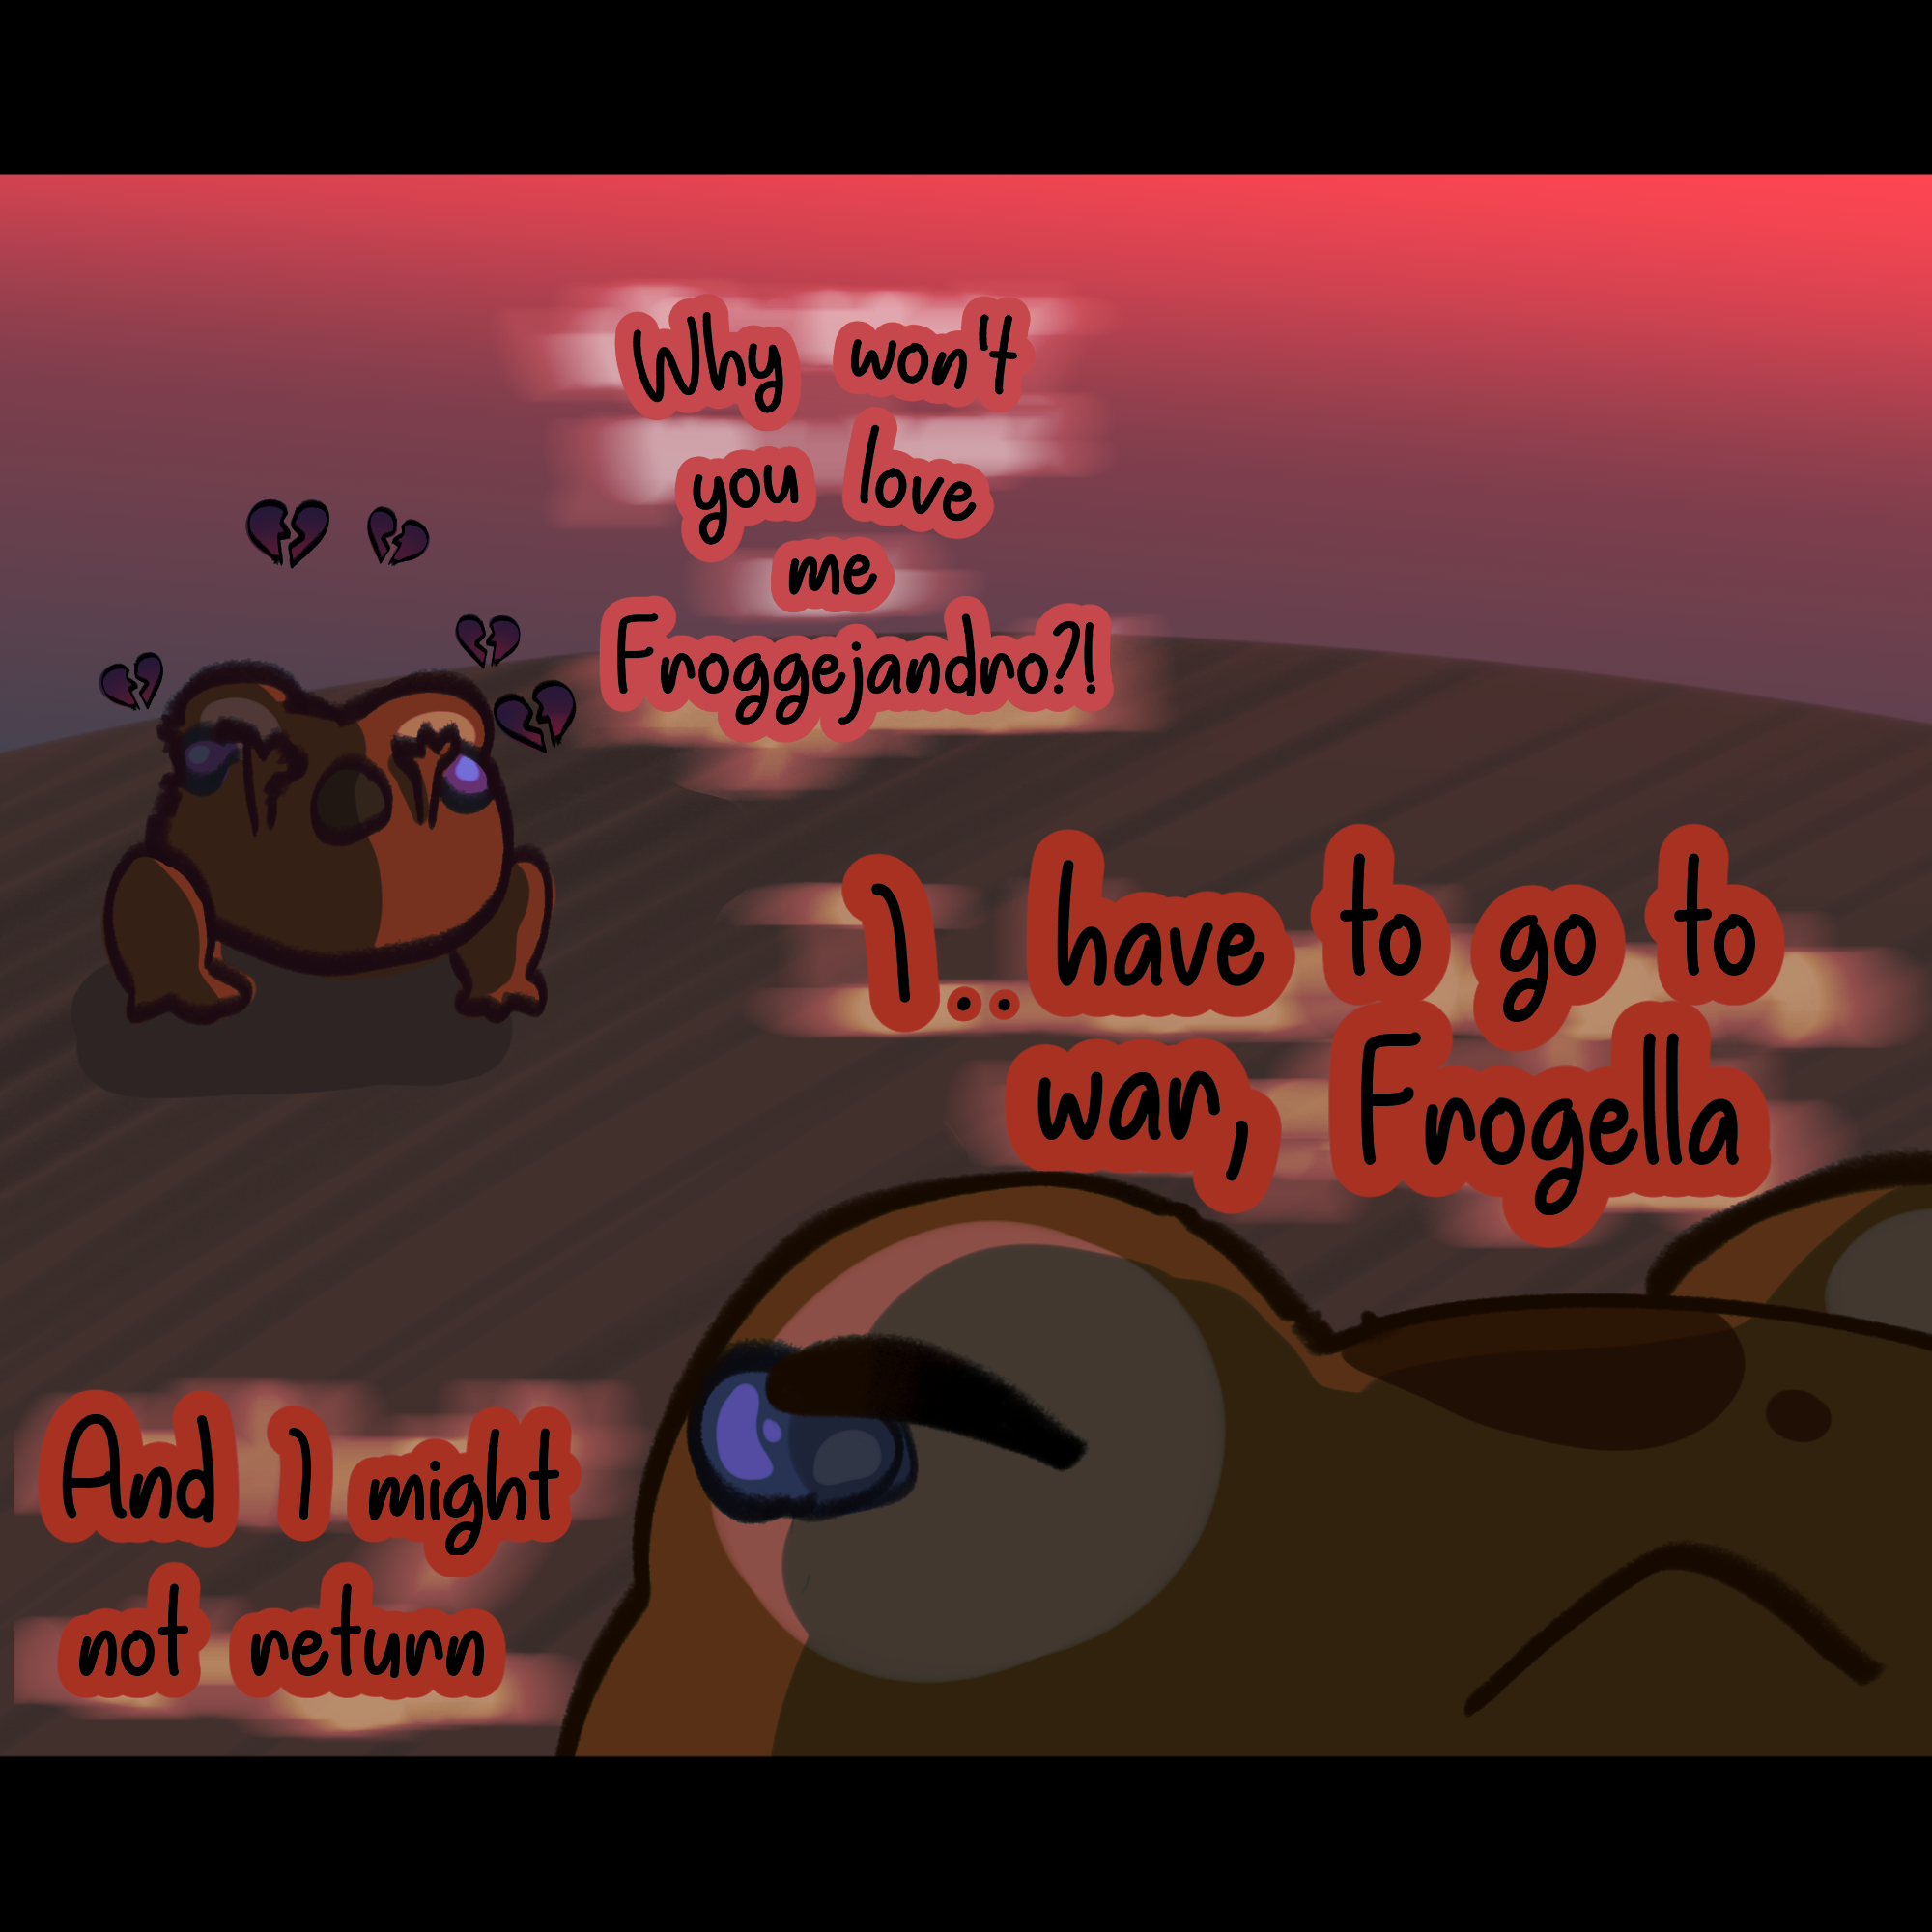 Why won't
you love
me
Froggejandro?!
I.. have to go to
war, Frogella
And I might
not return